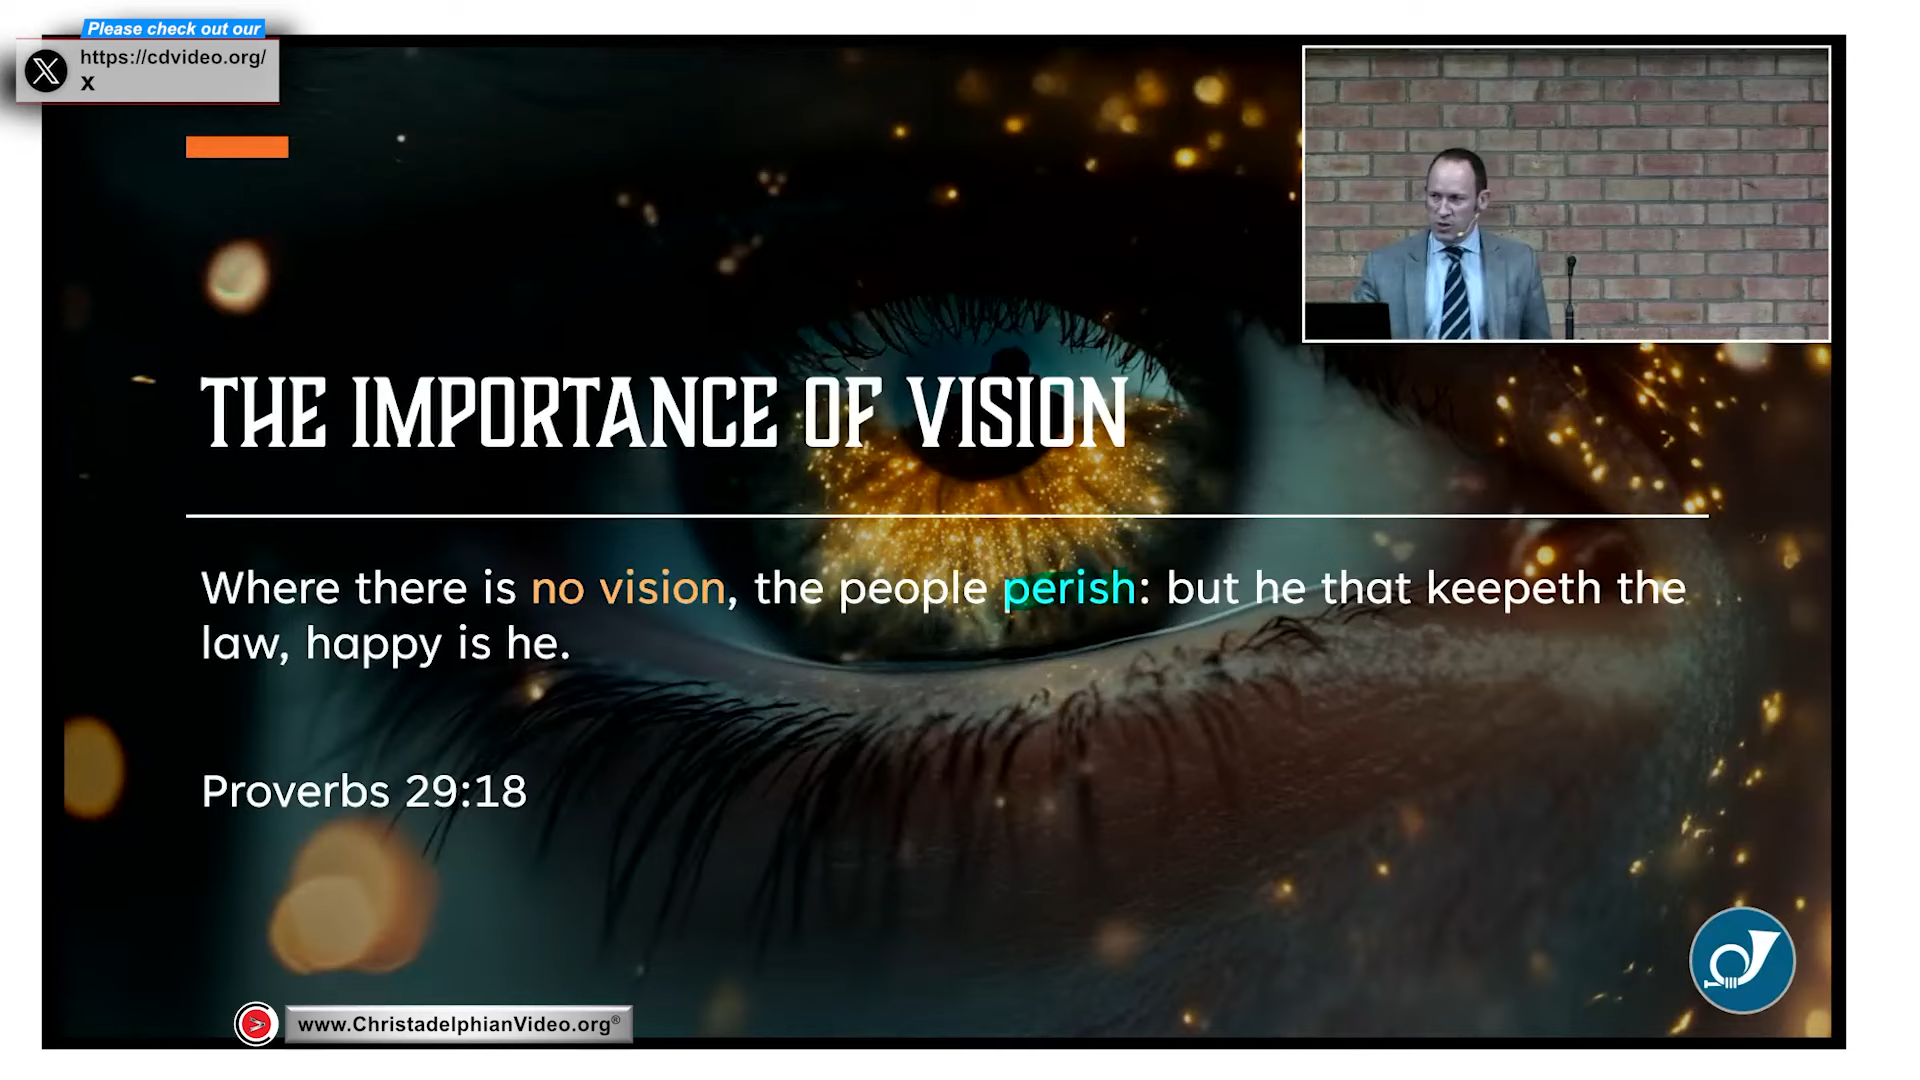 Please check out our
https://cdvideo.org/
x
THE IMPORTANCE OF VISION
Where there is no vision, the people perish: but he that keepeth the
law, happy is he.
Proverbs 29:18
www.ChristadelphianVideo.org®